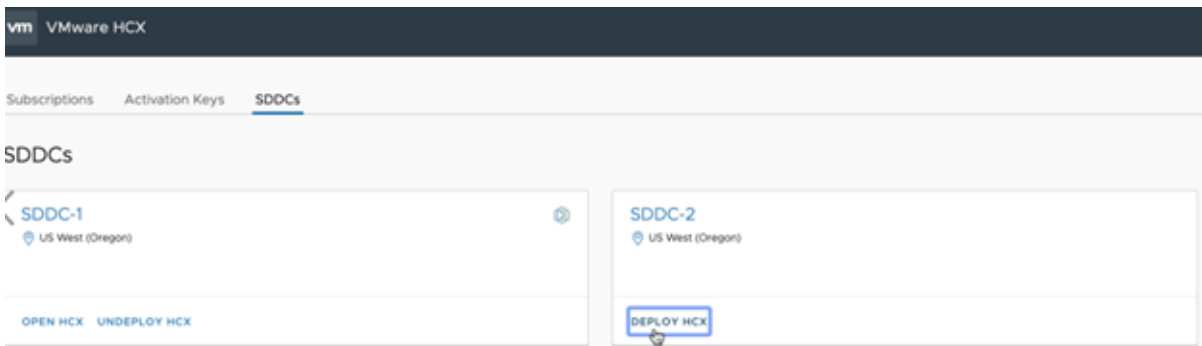 vm VMware HCX
Subscriptions Activation Keys SDDCs
SDDCs
SDDC-1
US West (Oregon)
OPEN HCX UNDEPLOY HCX
SDDC-2
US West (Oregon)
DEPLOY HCX